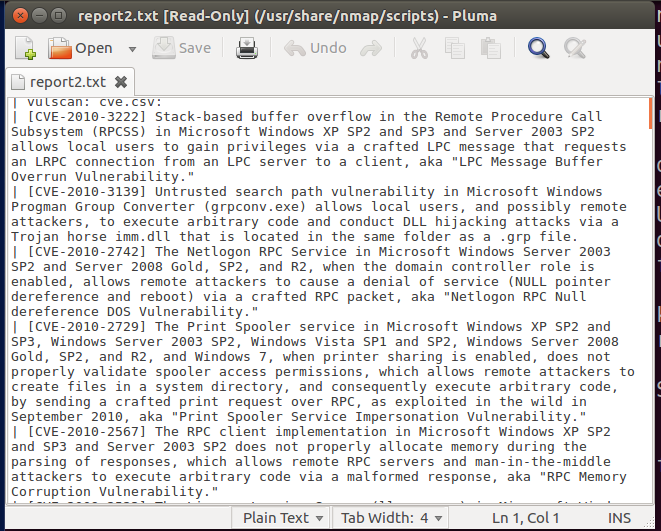 report2.txt [Read-Only] (/usr/share/nmap/scripts) - Pluma
Open Save Undo
report2.txt
| vulscan: cve.csv:
| [CVE-2010-3222] Stack-based buffer overflow in the Remote Procedure Call
Subsystem (RPCSS) in Microsoft Windows XP SP2 and SP3 and Server 2003 SP2
allows local users to gain privileges via a crafted LPC message that requests
an LRPC connection from an LPC server to a client, aka "LPC Message Buffer
Overrun Vulnerability."
| [CVE-2010-3139] Untrusted search path vulnerability in Microsoft Windows
Progman Group Converter (grpconv.exe) allows local users, and possibly remote
attackers, to execute arbitrary code and conduct DLL hijacking attacks via a
Trojan horse imm.dll that is located in the same folder as a .grp file.
| [CVE-2010-2742] The Netlogon RPC Service in Microsoft Windows Server 2003
SP2 and Server 2008 Gold, SP2, and R2, when the domain controller role is
enabled, allows remote attackers to cause a denial of service (NULL pointer
dereference and reboot) via a crafted RPC packet, aka "Netlogon RPC Null
dereference DOS Vulnerability."
| [CVE-2010-2729] The Print Spooler service in Microsoft Windows XP SP2 and
SP3, Windows Server 2003 SP2, Windows Vista SP1 and SP2, Windows Server 2008
Gold, SP2, and R2, and Windows 7, when printer sharing is enabled, does not
properly validate spooler access permissions, which allows remote attackers to
create files in a system directory, and consequently execute arbitrary code,
by sending a crafted print request over RPC, as exploited in the wild in
September 2010, aka "Print Spooler Service Impersonation Vulnerability."
| [CVE-2010-2567] The RPC client implementation in Microsoft Windows XP SP2
and SP3 and Server 2003 SP2 does not properly allocate memory during the
parsing of responses, which allows remote RPC servers and man-in-the-middle
attackers to execute arbitrary code via a malformed response, aka "RPC Memory
Corruption Vulnerability."
Plain Text Tab Width: 4 Ln 1, Col 1 INS